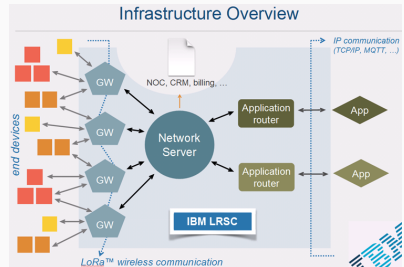 Infrastructure Overview
IP communication
(TCP/IP, MQTT, ...)
NOC, CRM, billing, ...
end devices
GW
GW
GW
GW
Network
Server
Application
router
Application
router
App
App
IBM LRSC
LoRa™ wireless communication